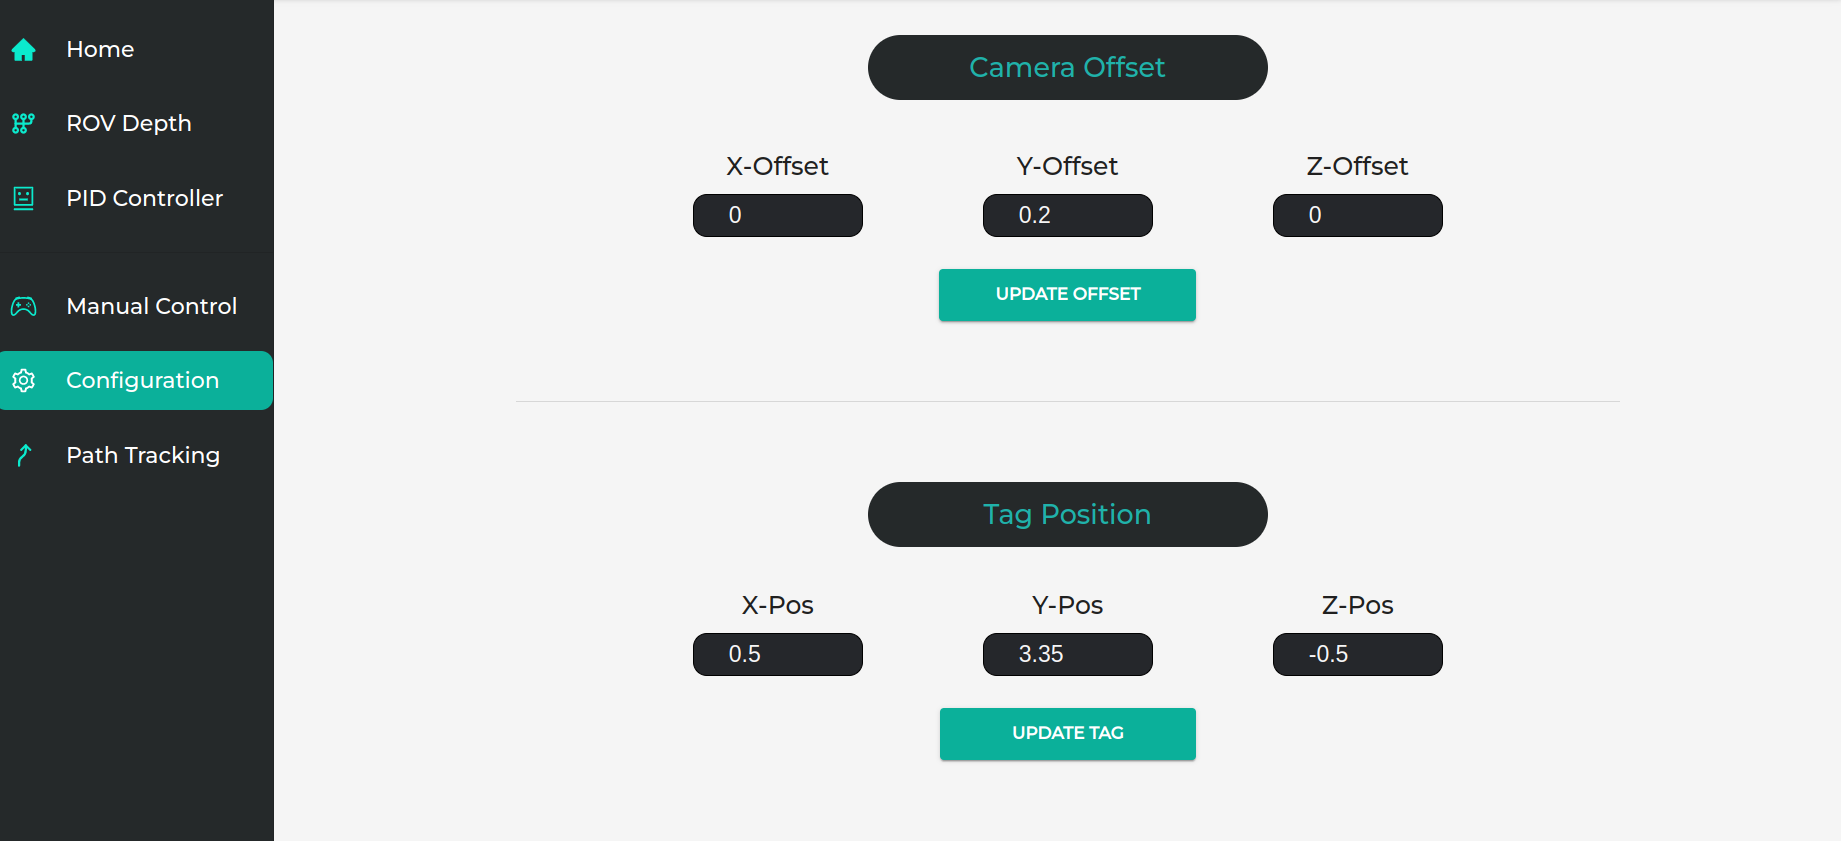 Home
ROV Depth
PID Controller
Manual Control
Configuration
Path Tracking
Camera Offset
X-Offset Y-Offset Z-Offset
0 0.2 0
UPDATE OFFSET
Tag Position
X-Pos Y-Pos Z-Pos
0.5 3.35 -0.5
UPDATE TAG